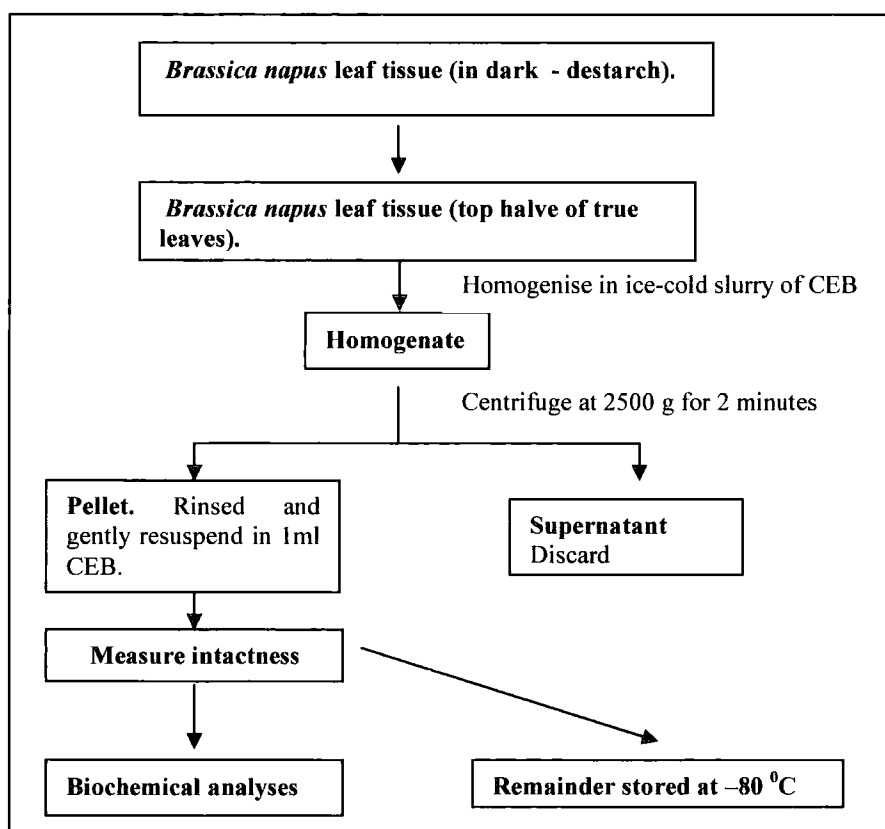 Brassica napus leaf tissue (in dark - destarch).
Brassica napus leaf tissue (top halve of true
leaves).
Homogenise in ice-cold slurry of CEB
Homogenate
Centrifuge at 2500 g for 2 minutes
Pellet. Rinsed and
gently resuspend in 1ml
CEB.
Supernatant
Discard
Measure intactness
Biochemical analyses
Remainder stored at –80 ⁰C